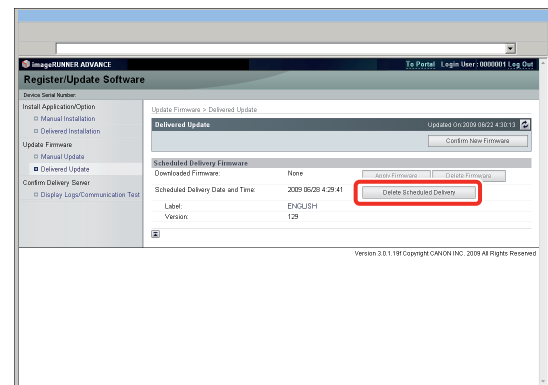 imageRUNNER ADVANCE To Portal Login User : 0000001 Log Out
Register/Update Software
Device Serial Number:
Install Application/Option
Manual Installation
Delivered Installation
Update Firmware
Manual Update
Delivered Update
Confirm Delivery Server
Display Logs/Communication Test
Update Firmware > Delivered Update
Delivered Update Updated On:2009 06/22 4:30:13
Confirm New Firmware
Scheduled Delivery Firmware
Downloaded Firmware: None Apply Firmware Delete Firmware
Scheduled Delivery Date and Time: 2009 06/28 4:29:41 Delete Scheduled Delivery
Label: ENGLISH
Version: 129
Version 3.0.1.19f Copyright CANON INC. 2009 All Rights Reserved